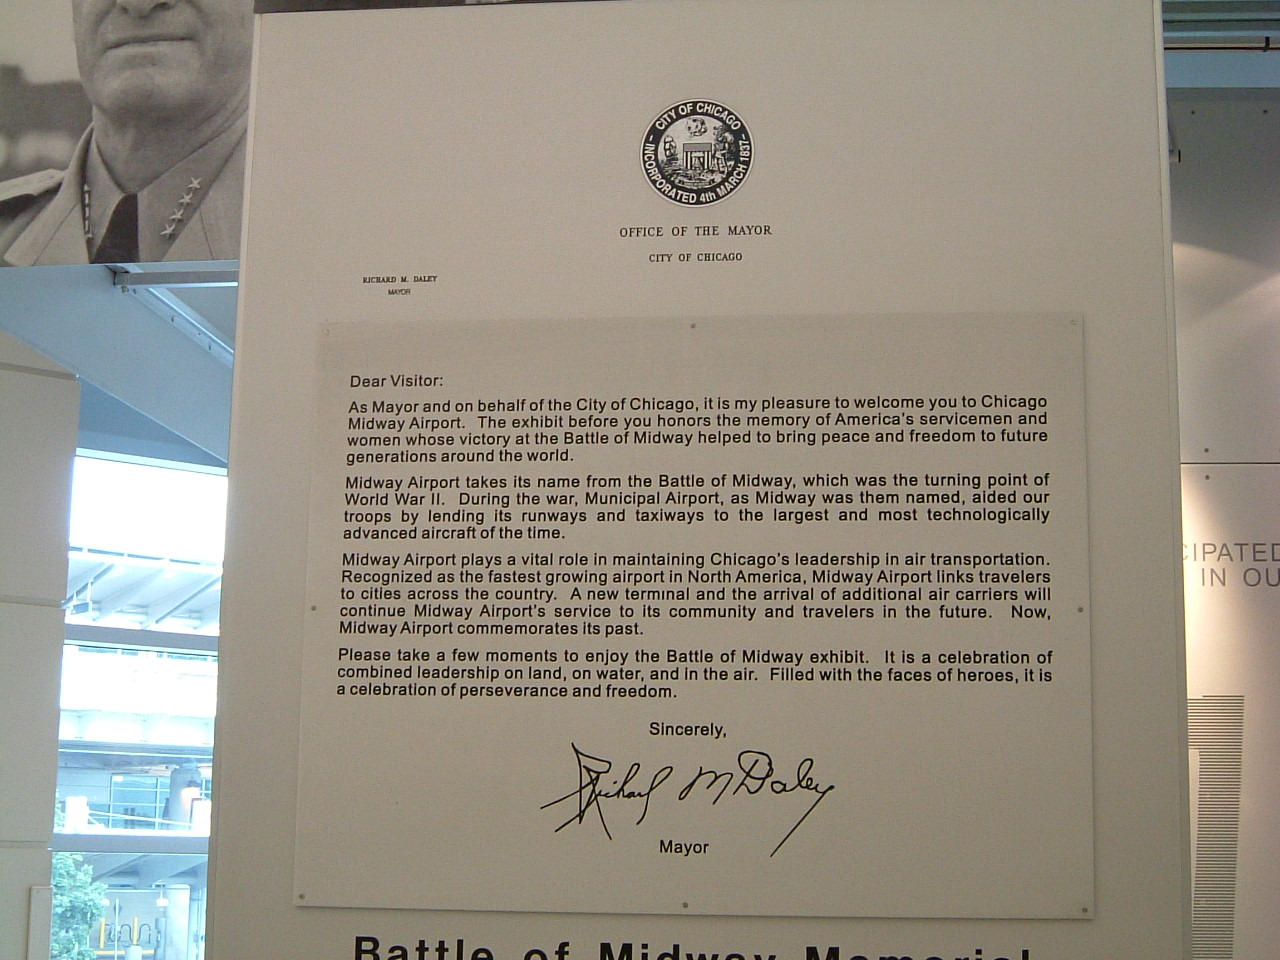 CITY OF CHICAGO
INCORPORATED 4th MARCH 1837
OFFICE OF THE MAYOR
CITY OF CHICAGO
RICHARD M. DALEY
MAYOR
Dear Visitor:
As Mayor and on behalf of the City of Chicago, it is my pleasure to welcome you to Chicago
Midway Airport. The exhibit before you honors the memory of America's servicemen and
women whose victory at the Battle of Midway helped to bring peace and freedom to future
generations around the world.
Midway Airport takes its name from the Battle of Midway, which was the turning point of
World War II. During the war, Municipal Airport, as Midway was them named, aided our
troops by lending its runways and taxiways to the largest and most technologically
advanced aircraft of the time.
Midway Airport plays a vital role in maintaining Chicago's leadership in air transportation.
Recognized as the fastest growing airport in North America, Midway Airport links travelers
to cities across the country. A new terminal and the arrival of additional air carriers will
continue Midway Airport's service to its community and travelers in the future. Now,
Midway Airport commemorates its past.
Please take a few moments to enjoy the Battle of Midway exhibit. It is a celebration of
combined leadership on land, on water, and in the air. Filled with the faces of heroes, it is
a celebration of perseverance and freedom.
Sincerely,
Richard M Daley
Mayor
Battle of Midway Memorial
CIPATED
IN OU